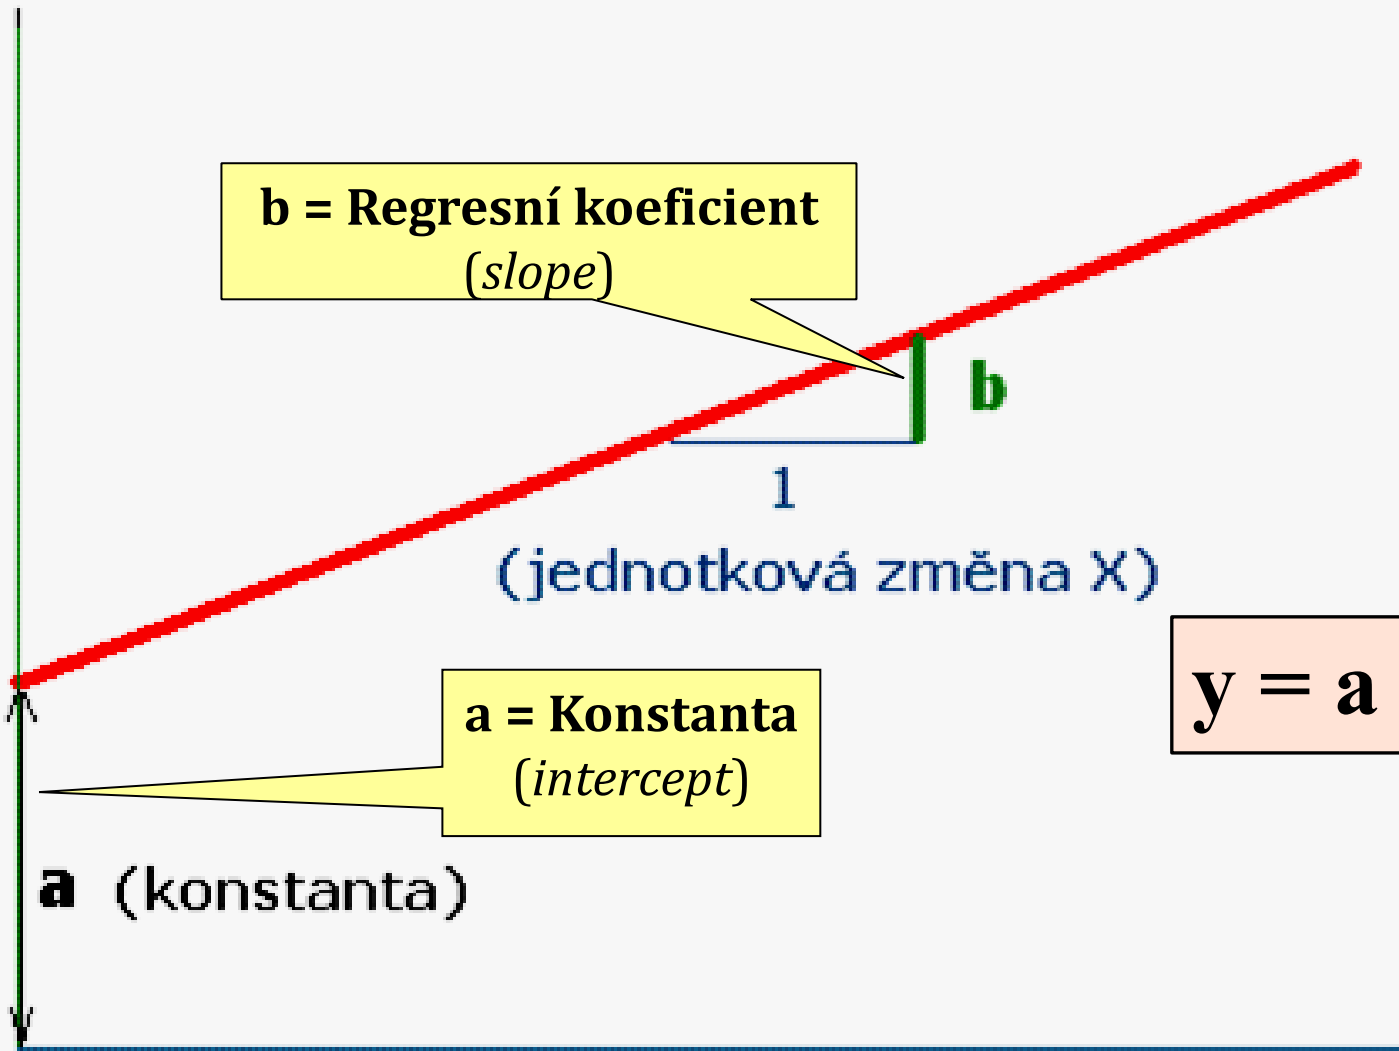 b = Regresní koeficient
(slope)
b
1
(jednotková změna X)
y = a
a = Konstanta
(intercept)
a (konstanta)